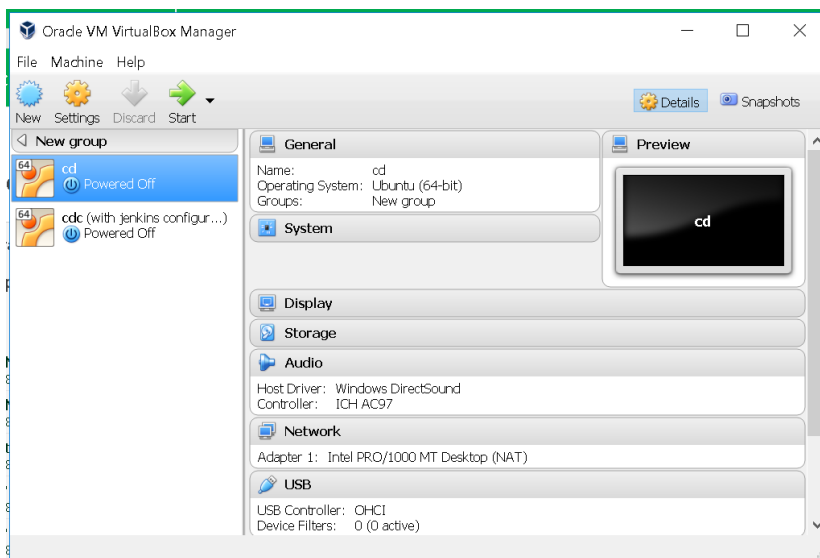 Oracle VM VirtualBox Manager
File Machine Help
New Settings Discard Start Details Snapshots
New group
64 cd
Powered Off
64 cdc (with jenkins configur...)
Powered Off
General
Name: cd
Operating System: Ubuntu (64-bit)
Groups: New group
System
Preview
cd
Display
Storage
Audio
Host Driver: Windows DirectSound
Controller: ICH AC97
Network
Adapter 1: Intel PRO/1000 MT Desktop (NAT)
USB
USB Controller: OHCI
Device Filters: 0 (0 active)